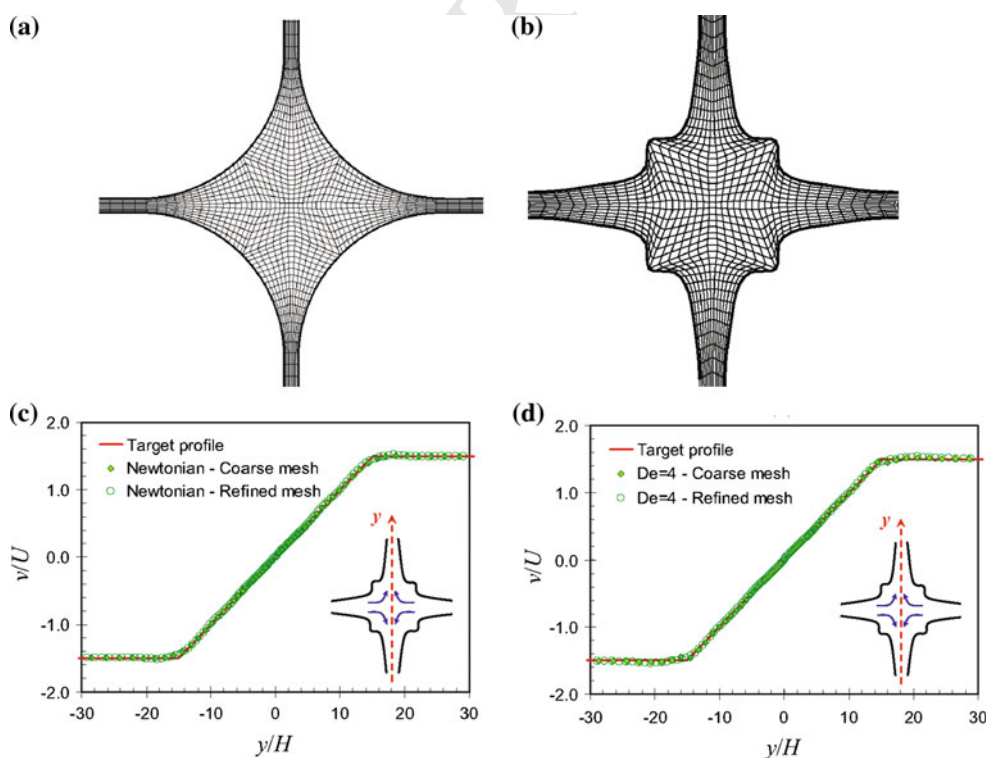 (a)
(b)
(c)
2.0
1.0
0.0
-1.0
-2.0
v/U
Target profile
Newtonian - Coarse mesh
Newtonian - Refined mesh
y
-30 -20 -10 0 10 20 30
y/H
(d)
2.0
1.0
0.0
-1.0
-2.0
v/U
Target profile
De=4 - Coarse mesh
De=4 - Refined mesh
y
-30 -20 -10 0 10 20 30
y/H